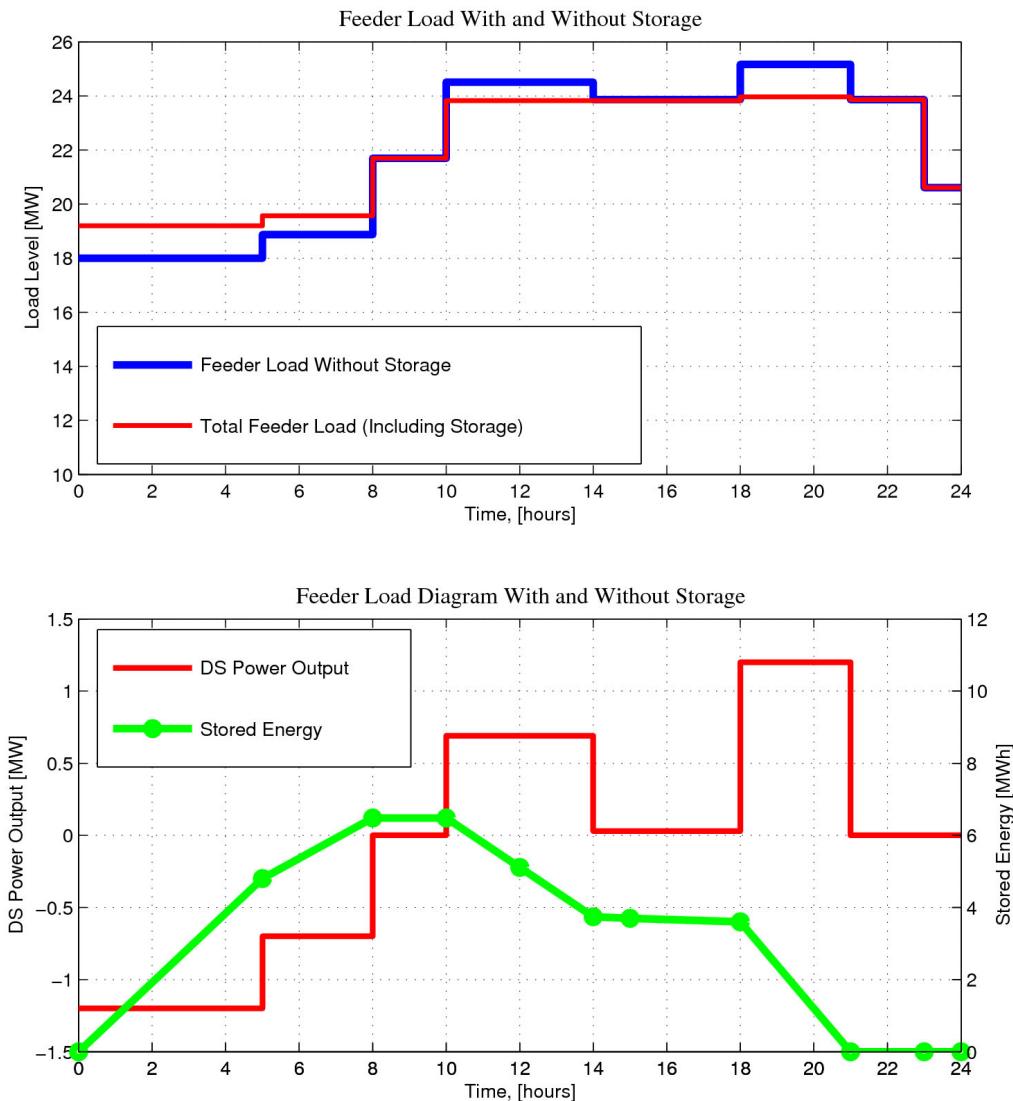 Feeder Load With and Without Storage
26
24
22
20
18
16
14
12
10
Load Level [MW]
Feeder Load Without Storage
Total Feeder Load (Including Storage)
0 2 4 6 8 10 12 14 16 18 20 22 24
Time, [hours]
Feeder Load Diagram With and Without Storage
1.5
1
0.5
0
−0.5
−1
−1.5
DS Power Output [MW]
DS Power Output
Stored Energy
12
10
8
6
4
2
0
Stored Energy [MWh]
0 2 4 6 8 10 12 14 16 18 20 22 24
Time, [hours]